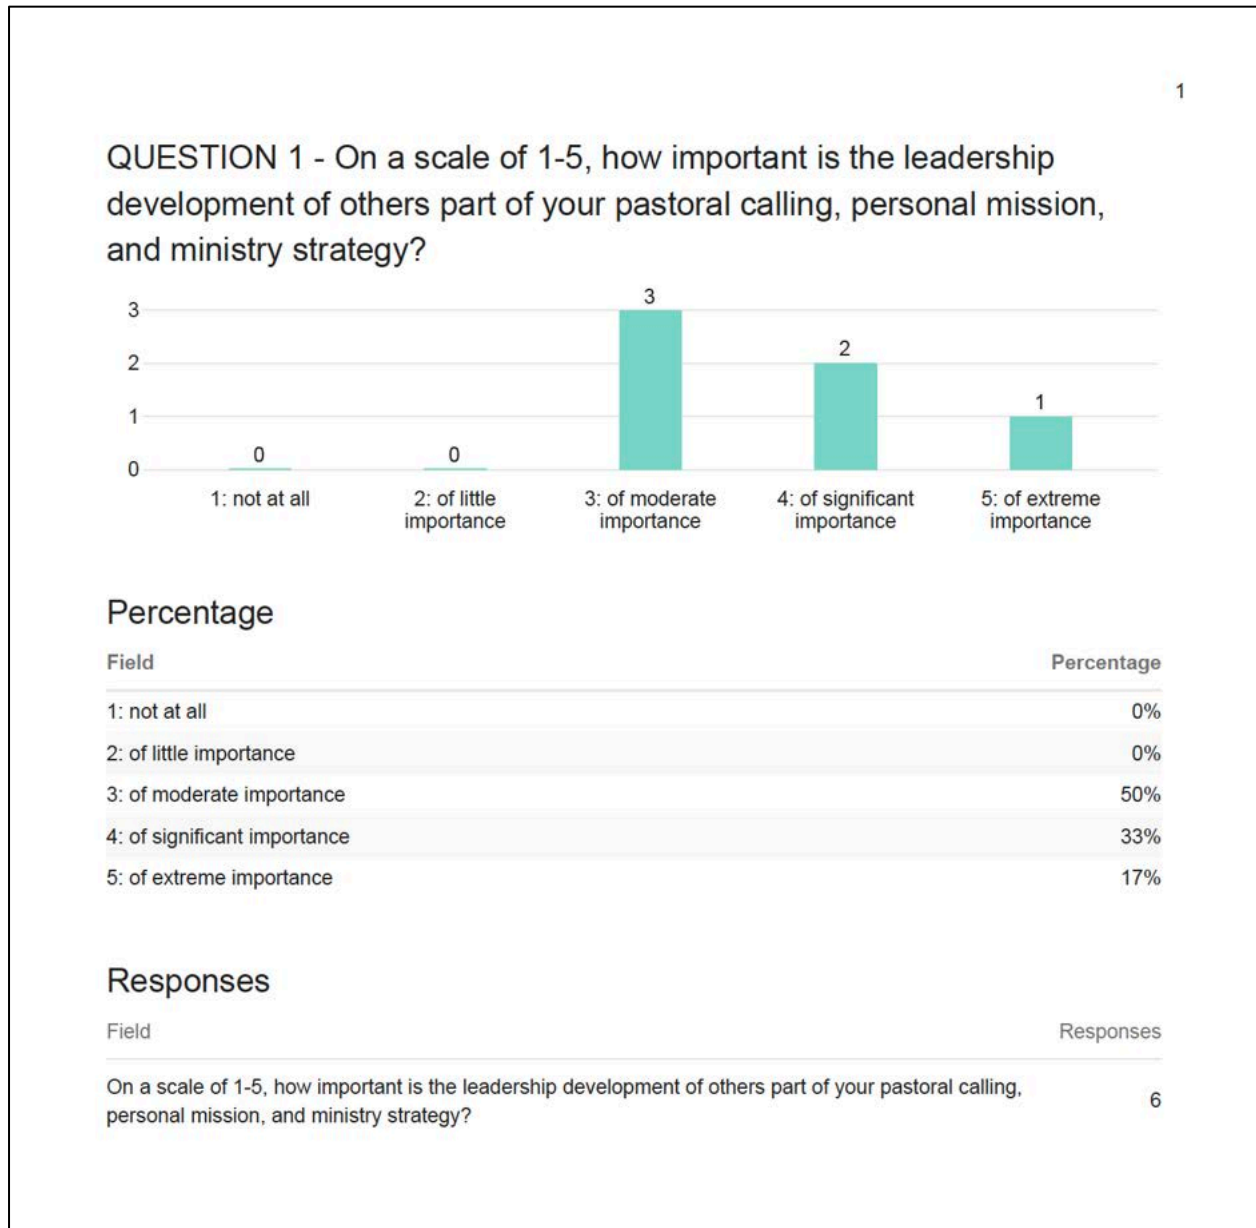 1
QUESTION 1 - On a scale of 1-5, how important is the leadership
development of others part of your pastoral calling, personal mission,
and ministry strategy?
3
2
1
0
0
0
3
2
1
1: not at all
2: of little
importance
3: of moderate
importance
4: of significant
importance
5: of extreme
importance
Percentage
Field Percentage
1: not at all 0%
2: of little importance 0%
3: of moderate importance 50%
4: of significant importance 33%
5: of extreme importance 17%
Responses
Field Responses
On a scale of 1-5, how important is the leadership development of others part of your pastoral calling,
personal mission, and ministry strategy?
6